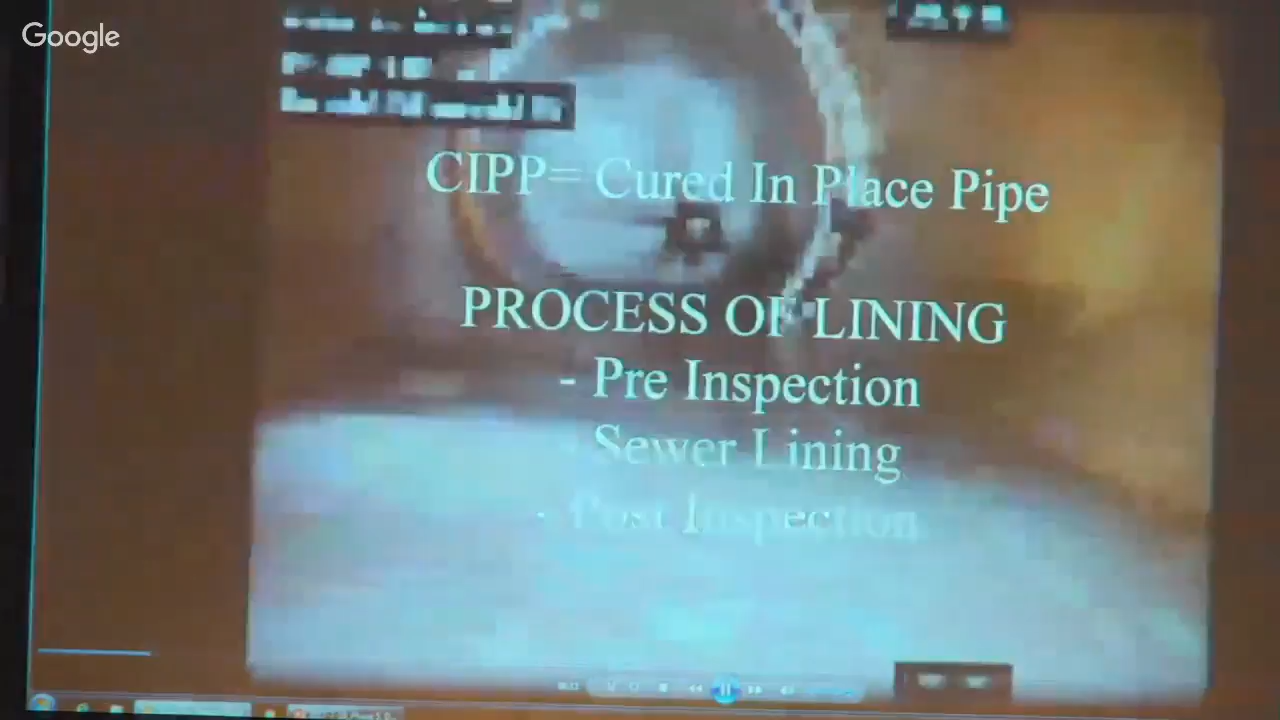 Google
CIPP= Cured In Place Pipe
PROCESS OF LINING
- Pre Inspection
- Sewer Lining
- Post Inspection